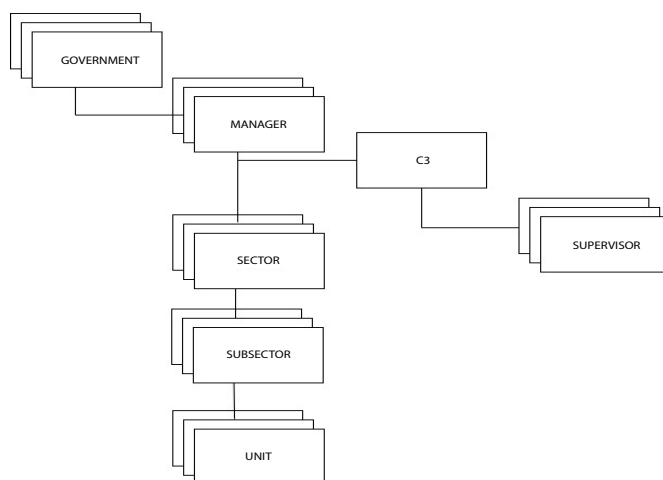 GOVERNMENT
MANAGER
C3
SUPERVISOR
SECTOR
SUBSECTOR
UNIT